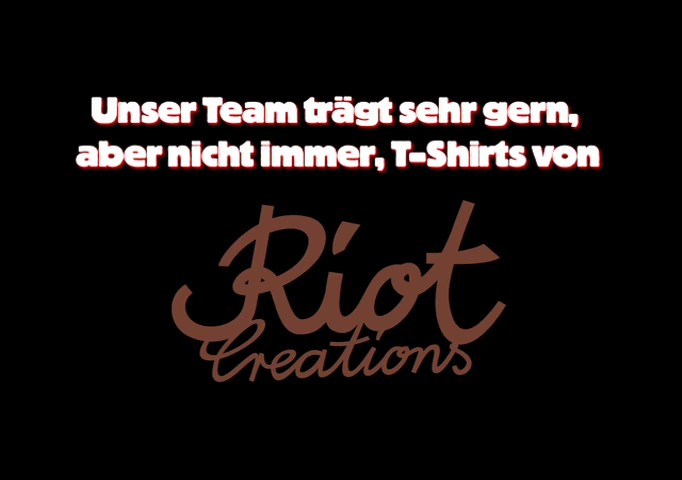 Unser Team trägt sehr gern,
aber nicht immer, T-Shirts von
Riot
Creations